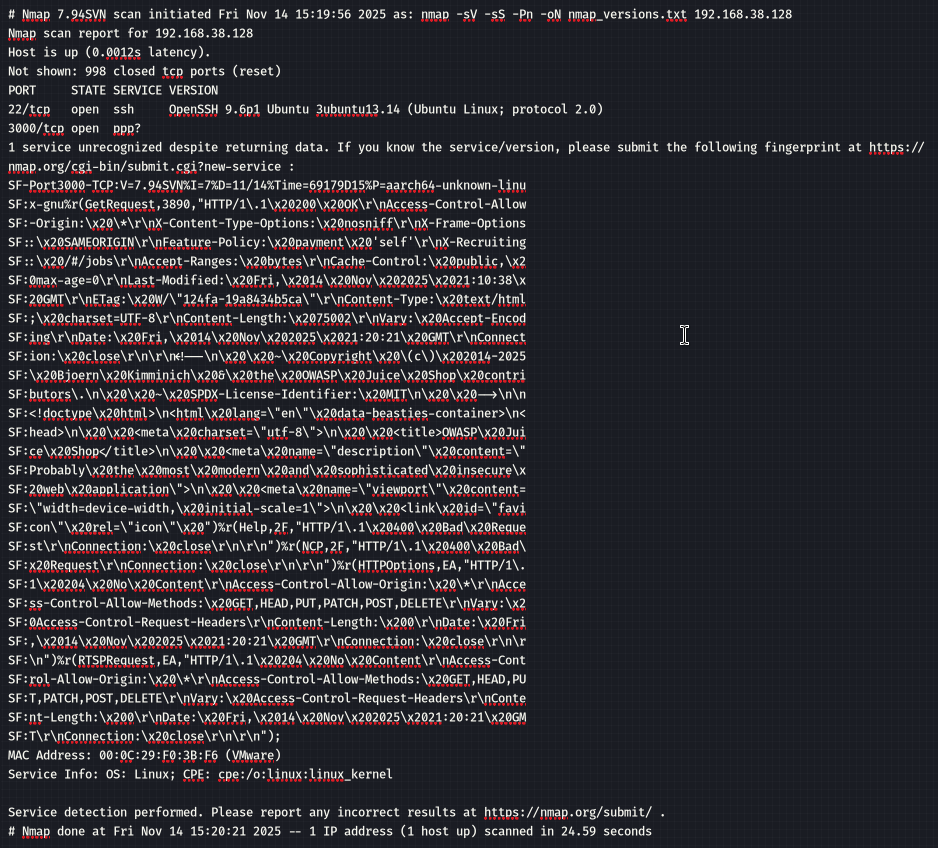 # Nmap 7.94SVN scan initiated Fri Nov 14 15:19:56 2025 as: nmap -sV -sS -Pn -oN nmap_versions.txt 192.168.38.128
Nmap scan report for 192.168.38.128
Host is up (0.0012s latency).
Not shown: 998 closed tcp ports (reset)
PORT     STATE SERVICE VERSION
22/tcp   open  ssh     OpenSSH 9.6p1 Ubuntu 3ubuntu13.14 (Ubuntu Linux; protocol 2.0)
3000/tcp open  ppp?
1 service unrecognized despite returning data. If you know the service/version, please submit the following fingerprint at https://
nmap.org/cgi-bin/submit.cgi?new-service :
SF-Port3000-TCP:V=7.94SVN%I=7%D=11/14%Time=69179D15%P=aarch64-unknown-linu
SF:x-gnu%r(GetRequest,3890,"HTTP/1\.1\x20200\x20OK\r\nAccess-Control-Allow
SF:-Origin:\x20\*\r\nX-Content-Type-Options:\x20nosniff\r\nX-Frame-Options
SF::\x20SAMEORIGIN\r\nFeature-Policy:\x20payment\x20'self'\r\nX-Recruiting
SF::\x20/#/jobs\r\nAccept-Ranges:\x20bytes\r\nCache-Control:\x20public,\x2
SF:0max-age=0\r\nLast-Modified:\x20Fri,\x2014\x20Nov\x202025\x2021:10:38\x
SF:20GMT\r\nETag:\x20W/\"124fa-19a8434b5ca\"\r\nContent-Type:\x20text/html
SF:;\x20charset=UTF-8\r\nContent-Length:\x2075002\r\nVary:\x20Accept-Encod
SF:ing\r\nDate:\x20Fri,\x2014\x20Nov\x202025\x2021:20:21\x20GMT\r\nConnect
SF:ion:\x20close\r\n\r\n<!--\n\x20\x20~\x20Copyright\x20\(c\)\x202014-2025
SF:\x20Bjoern\x20Kimminich\x20&\x20the\x20OWASP\x20Juice\x20Shop\x20contri
SF:butors\.\n\x20\x20~\x20SPDX-License-Identifier:\x20MIT\n\x20\x20-->\n\n
SF:<!doctype\x20html>\n<html\x20lang=\"en\"\x20data-beasties-container>\n<
SF:head>\n\x20\x20<meta\x20charset=\"utf-8\">\n\x20\x20<title>OWASP\x20Jui
SF:ce\x20Shop</title>\n\x20\x20<meta\x20name=\"description\"\x20content=\"
SF:Probably\x20the\x20most\x20modern\x20and\x20sophisticated\x20insecure\x
SF:20web\x20application\">\n\x20\x20<meta\x20name=\"viewport\"\x20content=
SF:\"width=device-width,\x20initial-scale=1\">\n\x20\x20<link\x20id=\"favi
SF:con\"\x20rel=\"icon\"\x20")%r(Help,2F,"HTTP/1\.1\x20400\x20Bad\x20Reque
SF:st\r\nConnection:\x20close\r\n\r\n")%r(NCP,2F,"HTTP/1\.1\x20400\x20Bad\
SF:x20Request\r\nConnection:\x20close\r\n\r\n")%r(HTTPOptions,EA,"HTTP/1\.
SF:1\x20204\x20No\x20Content\r\nAccess-Control-Allow-Origin:\x20\*\r\nAcce
SF:ss-Control-Allow-Methods:\x20GET,HEAD,PUT,PATCH,POST,DELETE\r\nVary:\x2
SF:0Access-Control-Request-Headers\r\nContent-Length:\x200\r\nDate:\x20Fri
SF:,\x2014\x20Nov\x202025\x2021:20:21\x20GMT\r\nConnection:\x20close\r\n\r
SF:\n")%r(RTSPRequest,EA,"HTTP/1\.1\x20204\x20No\x20Content\r\nAccess-Cont
SF:rol-Allow-Origin:\x20\*\r\nAccess-Control-Allow-Methods:\x20GET,HEAD,PU
SF:T,PATCH,POST,DELETE\r\nVary:\x20Access-Control-Request-Headers\r\nConte
SF:nt-Length:\x200\r\nDate:\x20Fri,\x2014\x20Nov\x202025\x2021:20:21\x20GM
SF:T\r\nConnection:\x20close\r\n\r\n");
MAC Address: 00:0C:29:F0:3B:F6 (VMware)
Service Info: OS: Linux; CPE: cpe:/o:linux:linux_kernel

Service detection performed. Please report any incorrect results at https://nmap.org/submit/ .
# Nmap done at Fri Nov 14 15:20:21 2025 -- 1 IP address (1 host up) scanned in 24.59 seconds